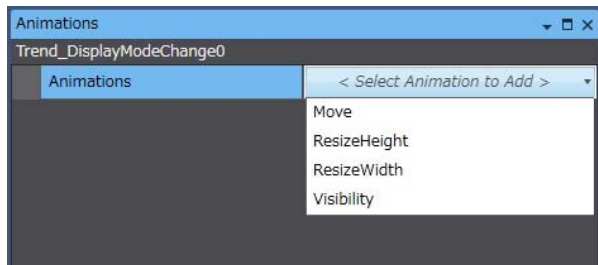 Animations
Trend_DisplayModeChange0
Animations < Select Animation to Add >
Move
ResizeHeight
ResizeWidth
Visibility